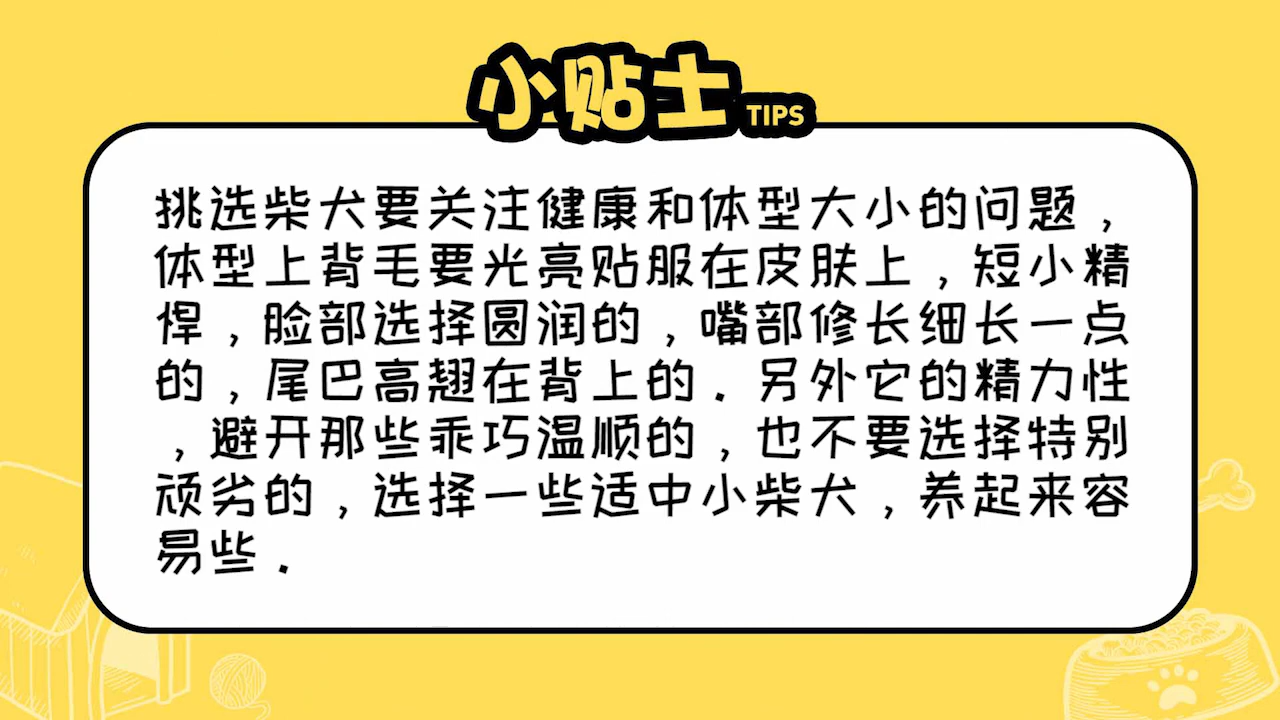 小贴士 TIPS
挑选柴犬要关注健康和体型大小的问题，
体型上背毛要光亮贴服在皮肤上，短小精
悍，脸部选择圆润的，嘴部修长细长一点
的，尾巴高翘在背上的．另外它的精力性
，避开那些乖巧温顺的，也不要选择特别
顽劣的，选择一些适中小柴犬，养起来容
易些．